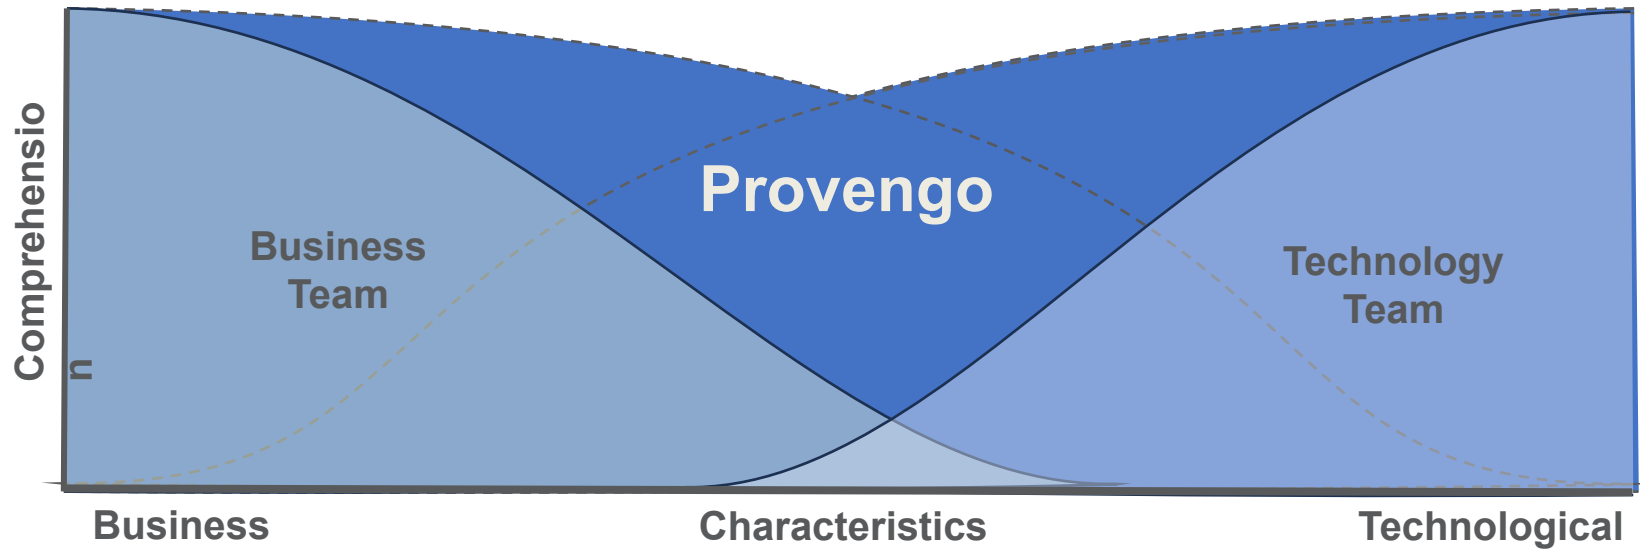 Comprehensio
n
Provengo
Business
Team
Technology
Team
Business
Characteristics
Technological